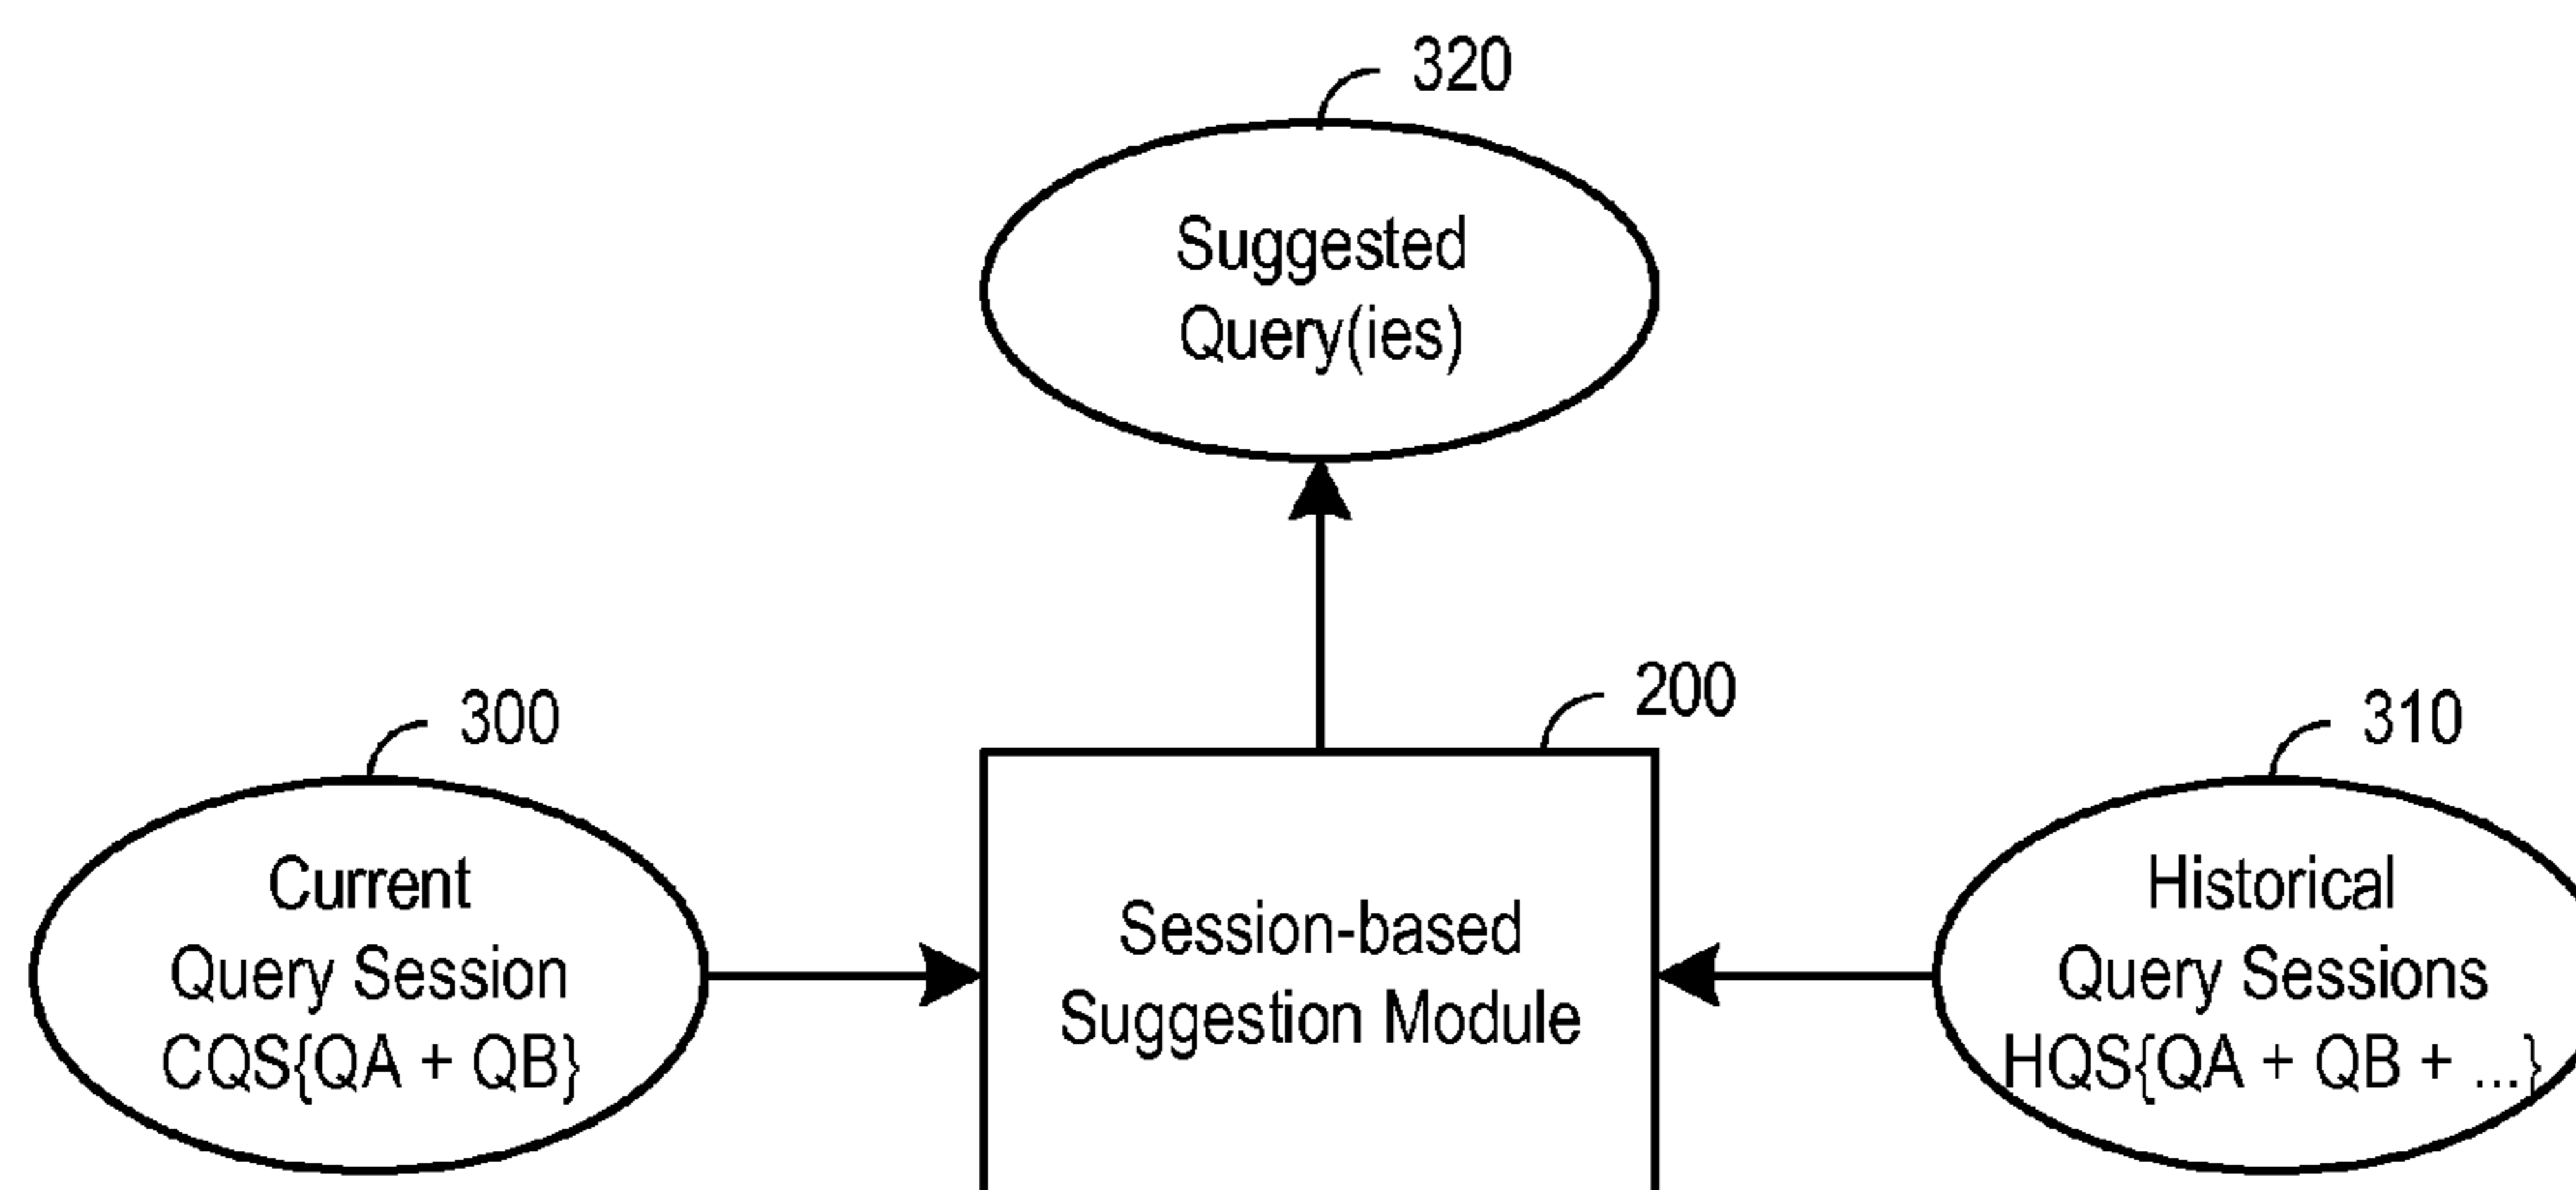 320
Suggested
Query(ies)
300
200
310
Current
Query Session
CQS{QA + QB}
Session-based
Suggestion Module
Historical
Query Sessions
HQS{QA + QB + ...}